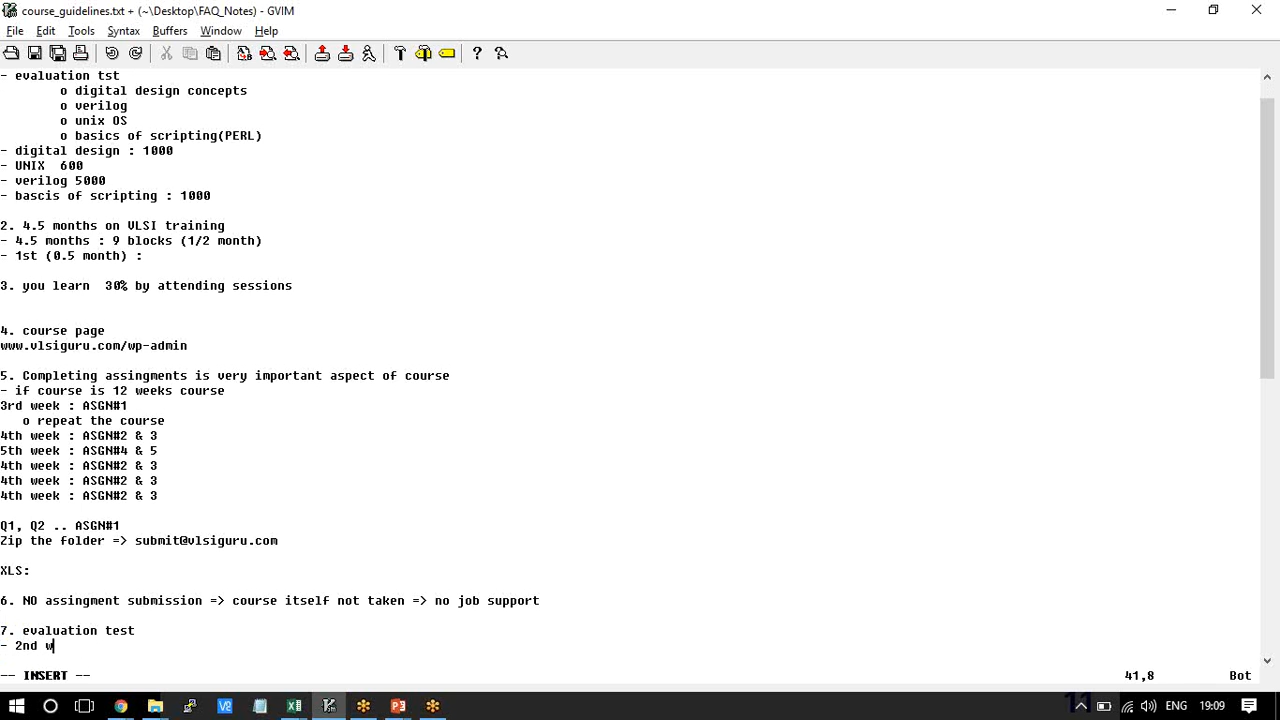 course_guidelines.txt + (~\Desktop\FAQ_Notes) - GVIM
File Edit Tools Syntax Buffers Window Help
- evaluation tst
o digital design concepts
o verilog
o unix OS
o basics of scripting(PERL)
- digital design : 1000
- UNIX  600
- verilog 5000
- bascis of scripting : 1000
2. 4.5 months on VLSI training
- 4.5 months : 9 blocks (1/2 month)
- 1st (0.5 month) :
3. you learn  30% by attending sessions
4. course page
www.vlsiguru.com/wp-admin
5. Completing assingments is very important aspect of course
- if course is 12 weeks course
3rd week : ASGN#1
o repeat the course
4th week : ASGN#2 & 3
5th week : ASGN#4 & 5
4th week : ASGN#2 & 3
4th week : ASGN#2 & 3
4th week : ASGN#2 & 3
Q1, Q2 .. ASGN#1
Zip the folder => submit@vlsiguru.com
XLS:
6. NO assingment submission => course itself not taken => no job support
7. evaluation test
- 2nd w
-- INSERT -- 41,8 Bot
ENG 19:09